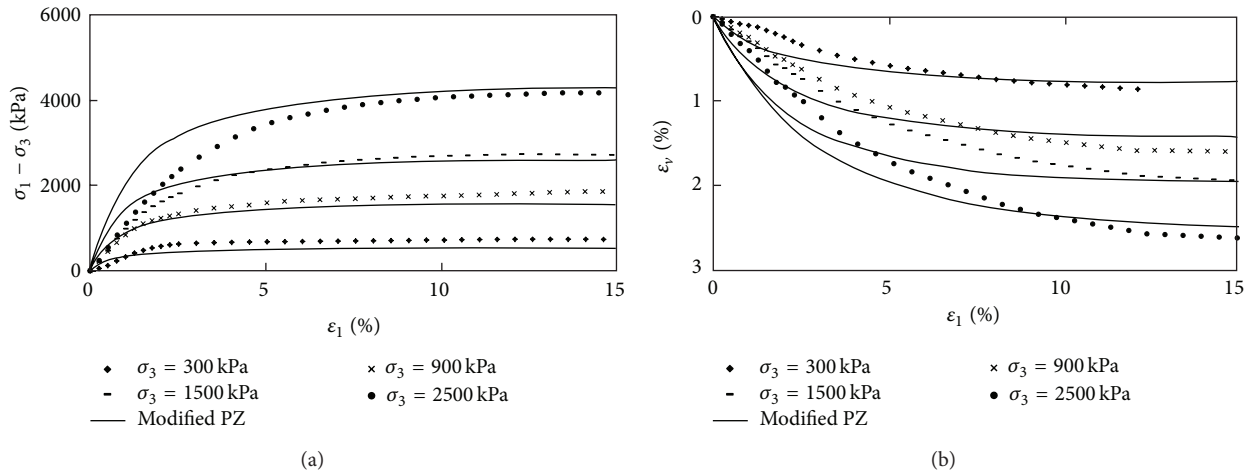 6000
4000
2000
0
σ1 − σ3 (kPa)
0
5
10
15
ε1 (%)
σ3 = 300 kPa
σ3 = 900 kPa
σ3 = 1500 kPa
σ3 = 2500 kPa
Modified PZ
(a)
0
5
10
15
0
1
2
3
εv (%)
ε1 (%)
σ3 = 300 kPa
σ3 = 900 kPa
σ3 = 1500 kPa
σ3 = 2500 kPa
Modified PZ
(b)